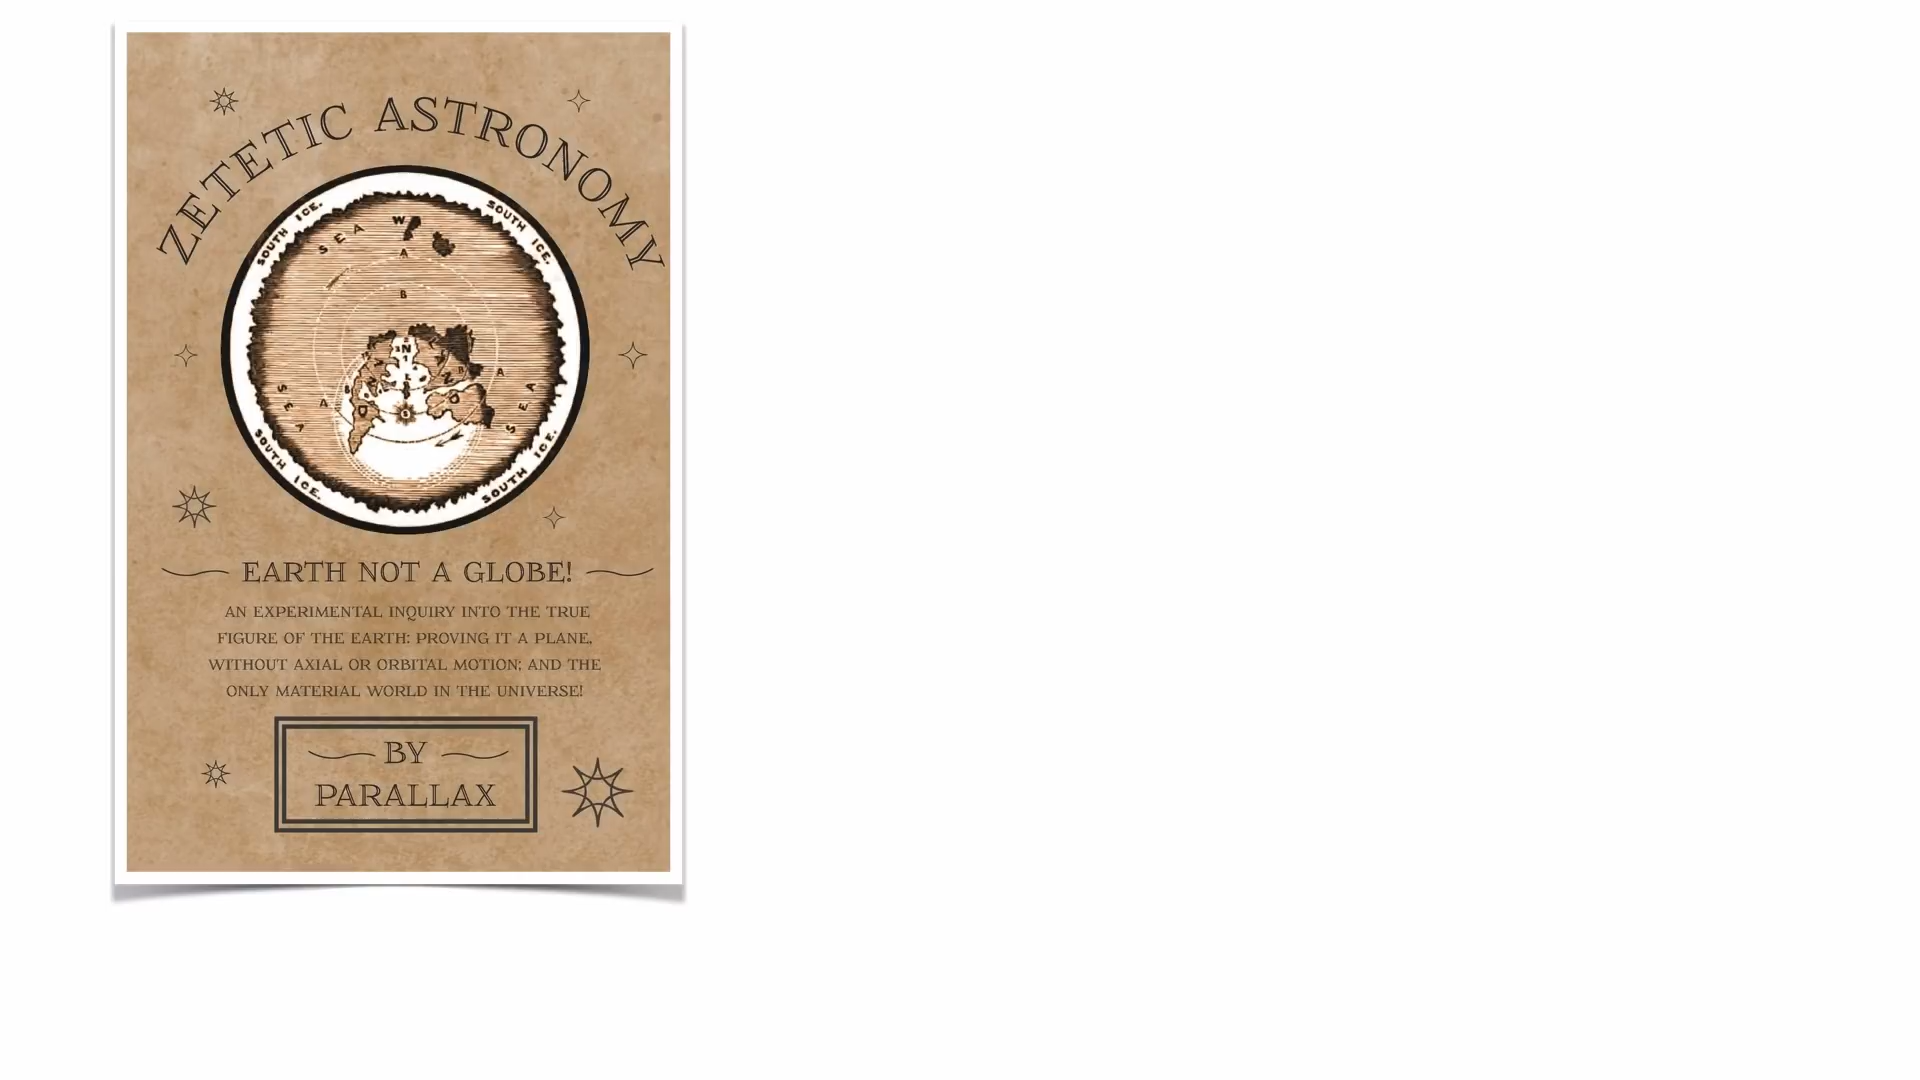 ZETETIC ASTRONOMY
SOUTH ICE.
SOUTH ICE.
SEA
W
A
B
N
A
A
B
SEA
SEA
SOUTH ICE.
SOUTH ICE.
EARTH NOT A GLOBE!
AN EXPERIMENTAL INQUIRY INTO THE TRUE
FIGURE OF THE EARTH: PROVING IT A PLANE,
WITHOUT AXIAL OR ORBITAL MOTION; AND THE
ONLY MATERIAL WORLD IN THE UNIVERSE!
BY
PARALLAX